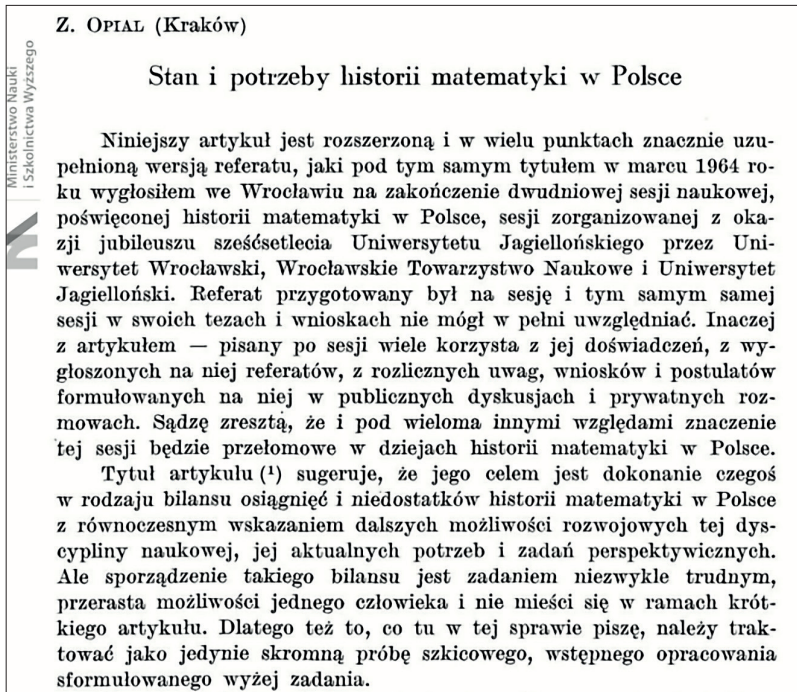 Z. OPIAL (Kraków)
Stan i potrzeby historii matematyki w Polsce
Ministerstwo Nauki
i Szkolnictwa Wyższego
Niniejszy artykuł jest rozszerzoną i w wielu punktach znacznie uzu-
pełnioną wersją referatu, jaki pod tym samym tytułem w marcu 1964 ro-
ku wygłosiłem we Wrocławiu na zakończenie dwudniowej sesji naukowej,
poświęconej historii matematyki w Polsce, sesji zorganizowanej z oka-
zji jubileuszu sześćsetlecia Uniwersytetu Jagiellońskiego przez Uni-
wersytet Wrocławski, Wrocławskie Towarzystwo Naukowe i Uniwersytet
Jagielloński. Referat przygotowany był na sesję i tym samym samej
sesji w swoich tezach i wnioskach nie mógł w pełni uwzględniać. Inaczej
z artykułem — pisany po sesji wiele korzysta z jej doświadczeń, z wy-
głoszonych na niej referatów, z rozlicznych uwag, wniosków i postulatów
formułowanych na niej w publicznych dyskusjach i prywatnych roz-
mowach. Sądzę zresztą, że i pod wieloma innymi względami znaczenie
tej sesji będzie przełomowe w dziejach historii matematyki w Polsce.
Tytuł artykułu (¹) sugeruje, że jego celem jest dokonanie czegoś
w rodzaju bilansu osiągnięć i niedostatków historii matematyki w Polsce
z równoczesnym wskazaniem dalszych możliwości rozwojowych tej dys-
cypliny naukowej, jej aktualnych potrzeb i zadań perspektywicznych.
Ale sporządzenie takiego bilansu jest zadaniem niezwykle trudnym,
przerasta możliwości jednego człowieka i nie mieści się w ramach krót-
kiego artykułu. Dlatego też to, co tu w tej sprawie piszę, należy trak-
tować jako jedynie skromną próbę szkicowego, wstępnego opracowania
sformułowanego wyżej zadania.